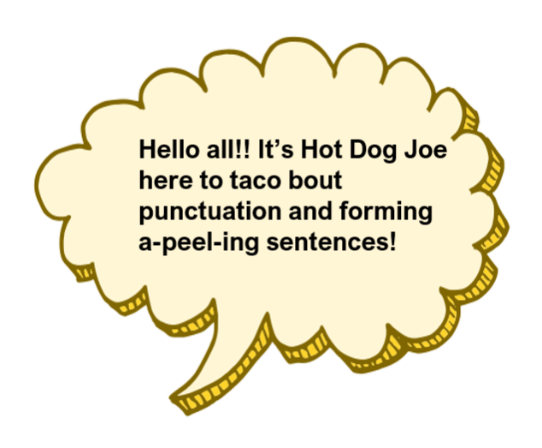 Hello all!! It’s Hot Dog Joe
here to taco bout
punctuation and forming
a-peel-ing sentences!